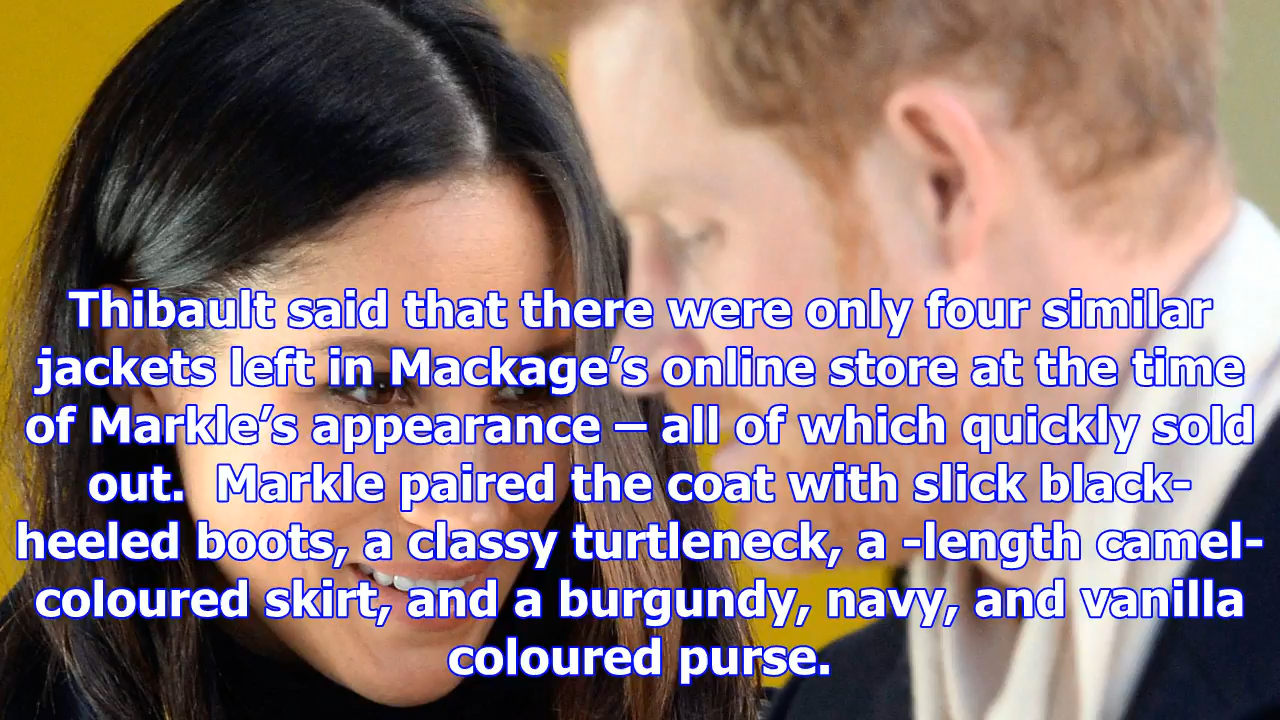 Thibault said that there were only four similar
jackets left in Mackage’s online store at the time
of Markle’s appearance – all of which quickly sold
out.  Markle paired the coat with slick black-
heeled boots, a classy turtleneck, a -length camel-
coloured skirt, and a burgundy, navy, and vanilla
coloured purse.